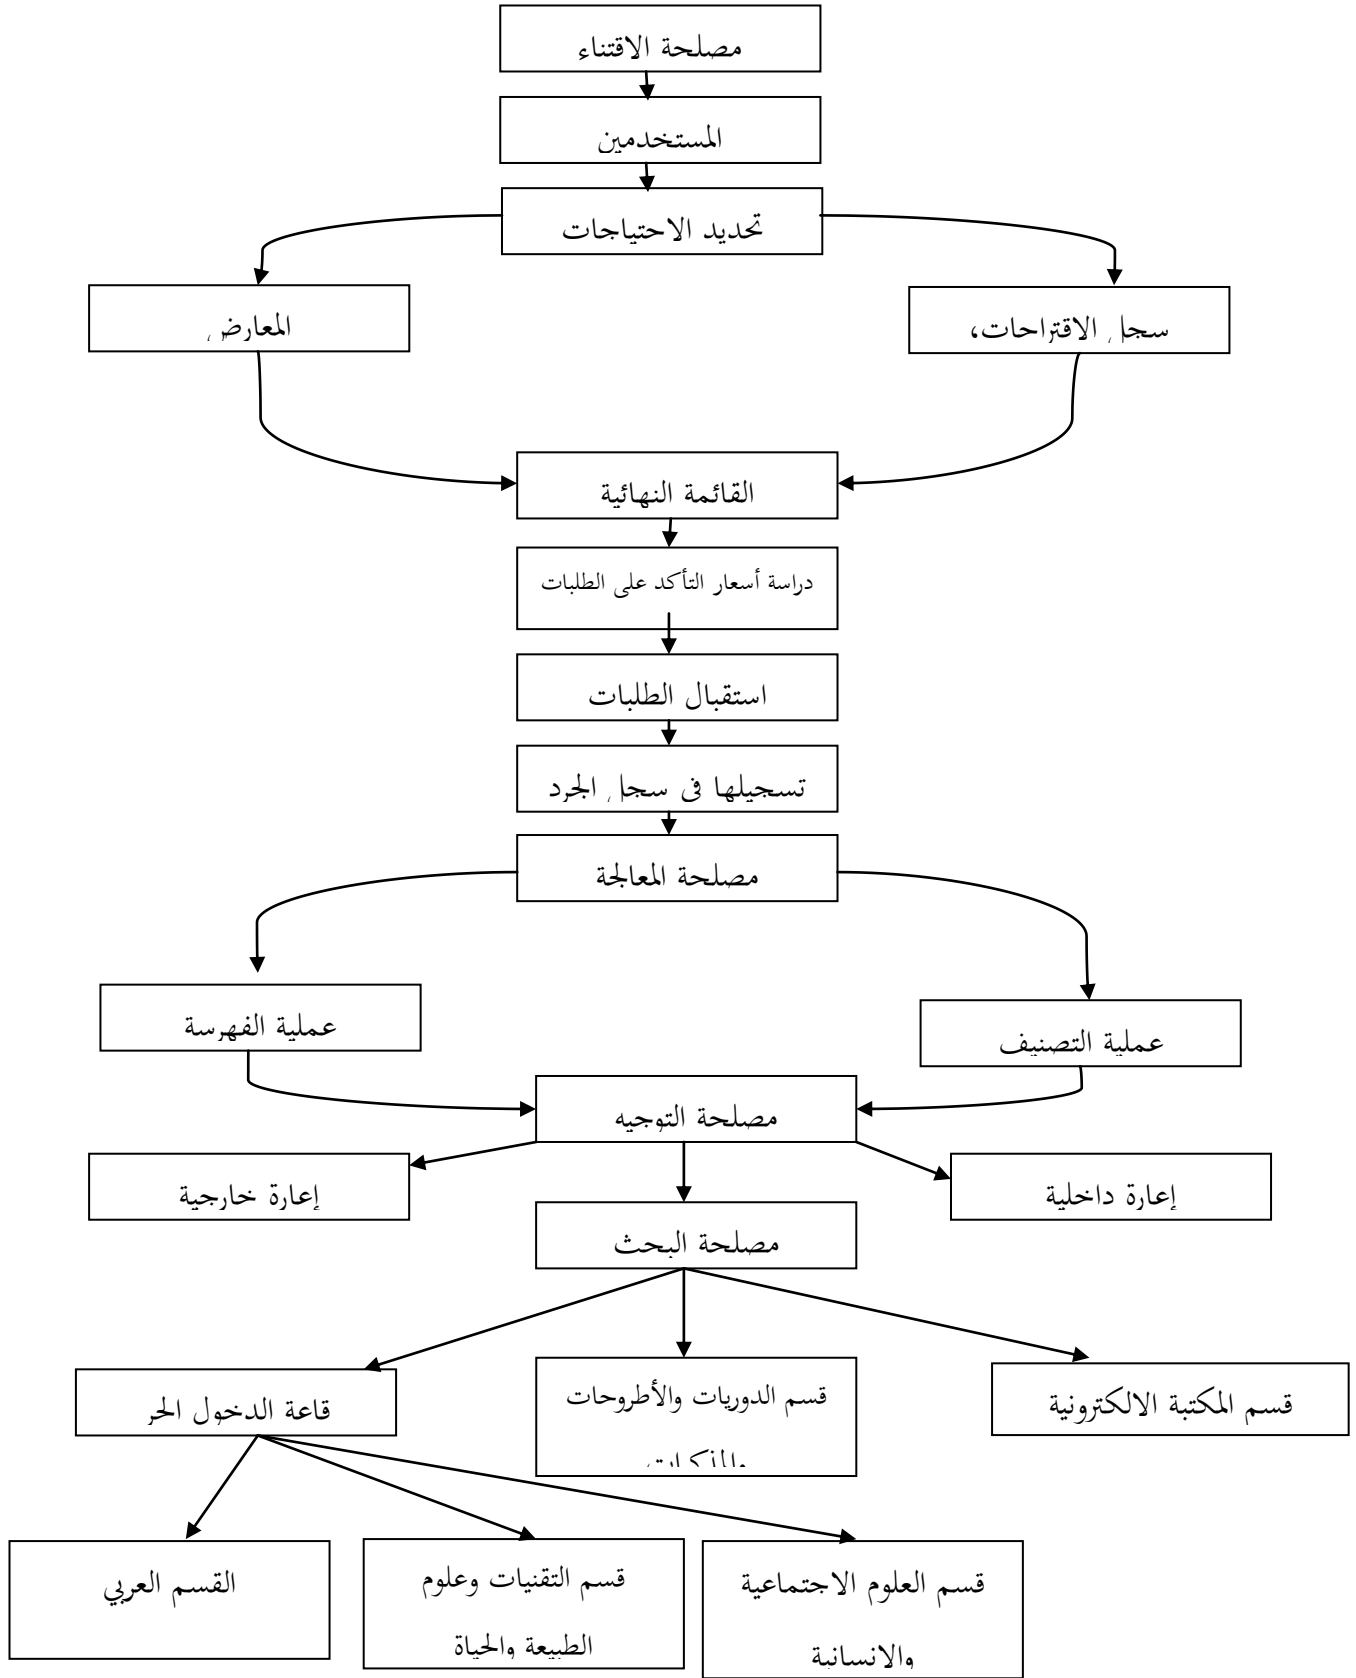 مصلحة الاقتناء
المستخدمين
تحديد الاحتياجات
سجل الاقتراحات،
المعارض
القائمة النهائية
دراسة أسعار التأكد على الطلبات
استقبال الطلبات
تسجيلها في سجل الجرد
مصلحة المعالجة
عملية التصنيف
عملية الفهرسة
مصلحة التوجيه
إعارة داخلية
إعارة خارجية
مصلحة البحث
قسم المكتبة الالكترونية
قسم الدوريات والأطروحات
والمذكرات
قاعة الدخول الحر
قسم العلوم الاجتماعية
والانسانية
قسم التقنيات وعلوم
الطبيعة والحياة
القسم العربي